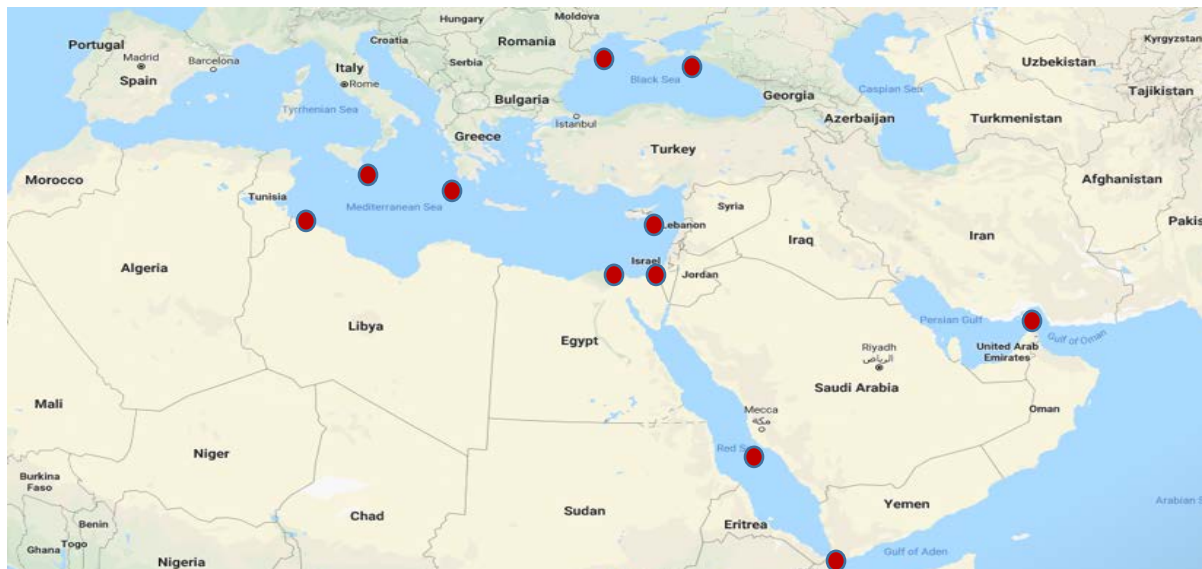 Hungary
Moldova
Kyrgyzstan
Portugal
Croatia
Romania
Madrid
Barcelona
Italy
Serbia
Uzbekistan
Spain
Rome
Black Sea
Tajikistan
Caspian Sea
Bulgaria
Georgia
Tyrrhenian Sea
Azerbaijan
Turkmenistan
Istanbul
Greece
Turkey
Morocco
Afghanistan
Tunisia
Mediterranean Sea
Syria
Lebanon
Pakis
Iraq
Iran
Israel
Algeria
Jordan
Libya
Persian Gulf
Egypt
Gulf of Oman
United Arab
Emirates
Riyadh
الرياض
Saudi Arabia
Mali
Mecca
مكة
Oman
Red S
Niger
Burkina
Faso
Yemen
Arabian S
Chad
Sudan
Eritrea
Benin
Togo
Ghana
Nigeria
Gulf of Aden